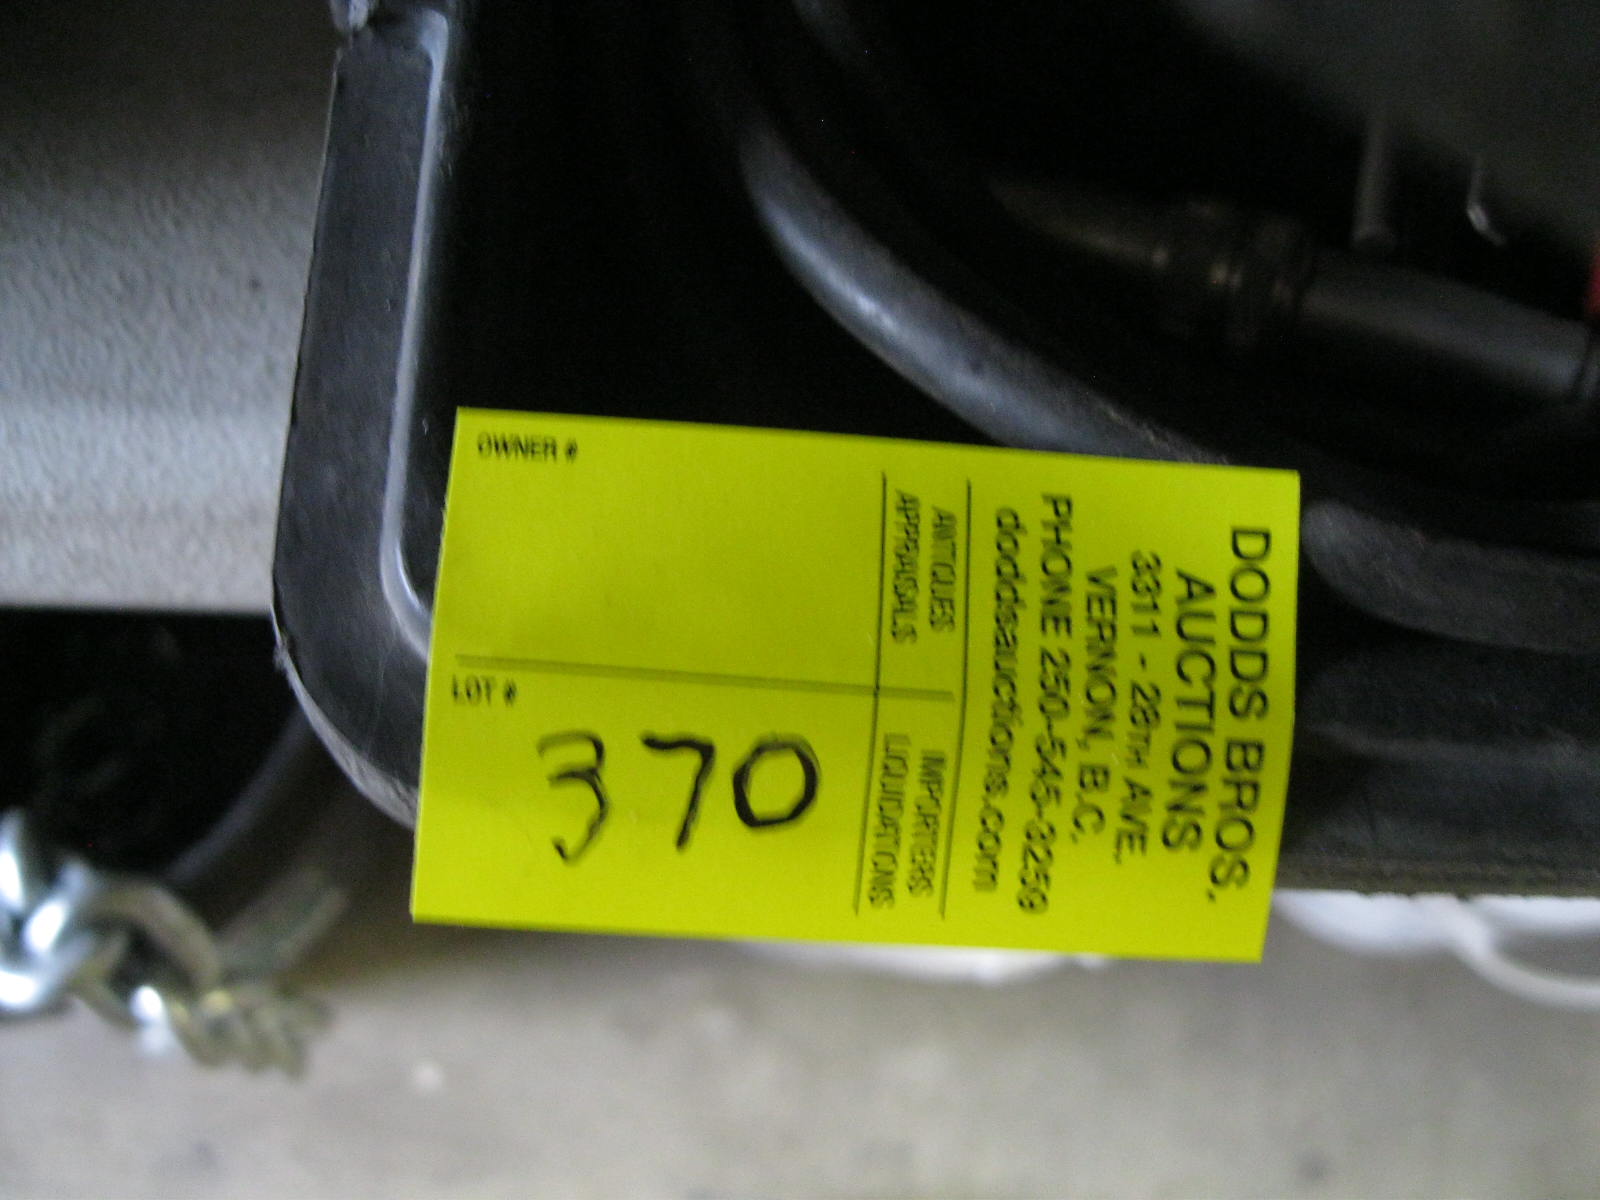 DODDS BROS.
AUCTIONS
3311 - 28TH AVE.
VERNON, B.C.
PHONE 250-545-3259
doddsauctions.com
ANTIQUES
APPRAISALS
IMPORTERS
LIQUIDATIONS
OWNER #
LOT #
370